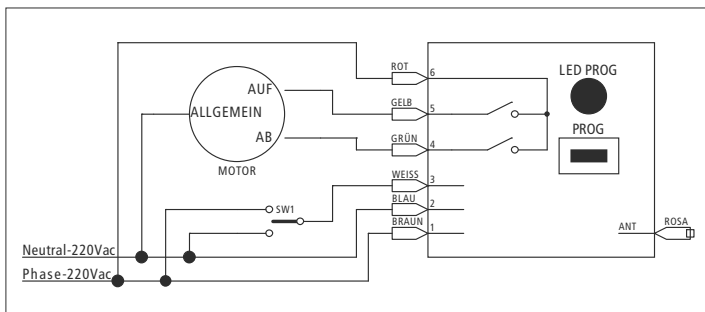 ROT
6
LED PROG
AUF
GELB
5
ALLGEMEIN
PROG
AB
GRÜN
4
MOTOR
WEISS
3
SW1
BLAU
2
BRAUN
1
ANT
ROSA
Neutral-220Vac
Phase-220Vac